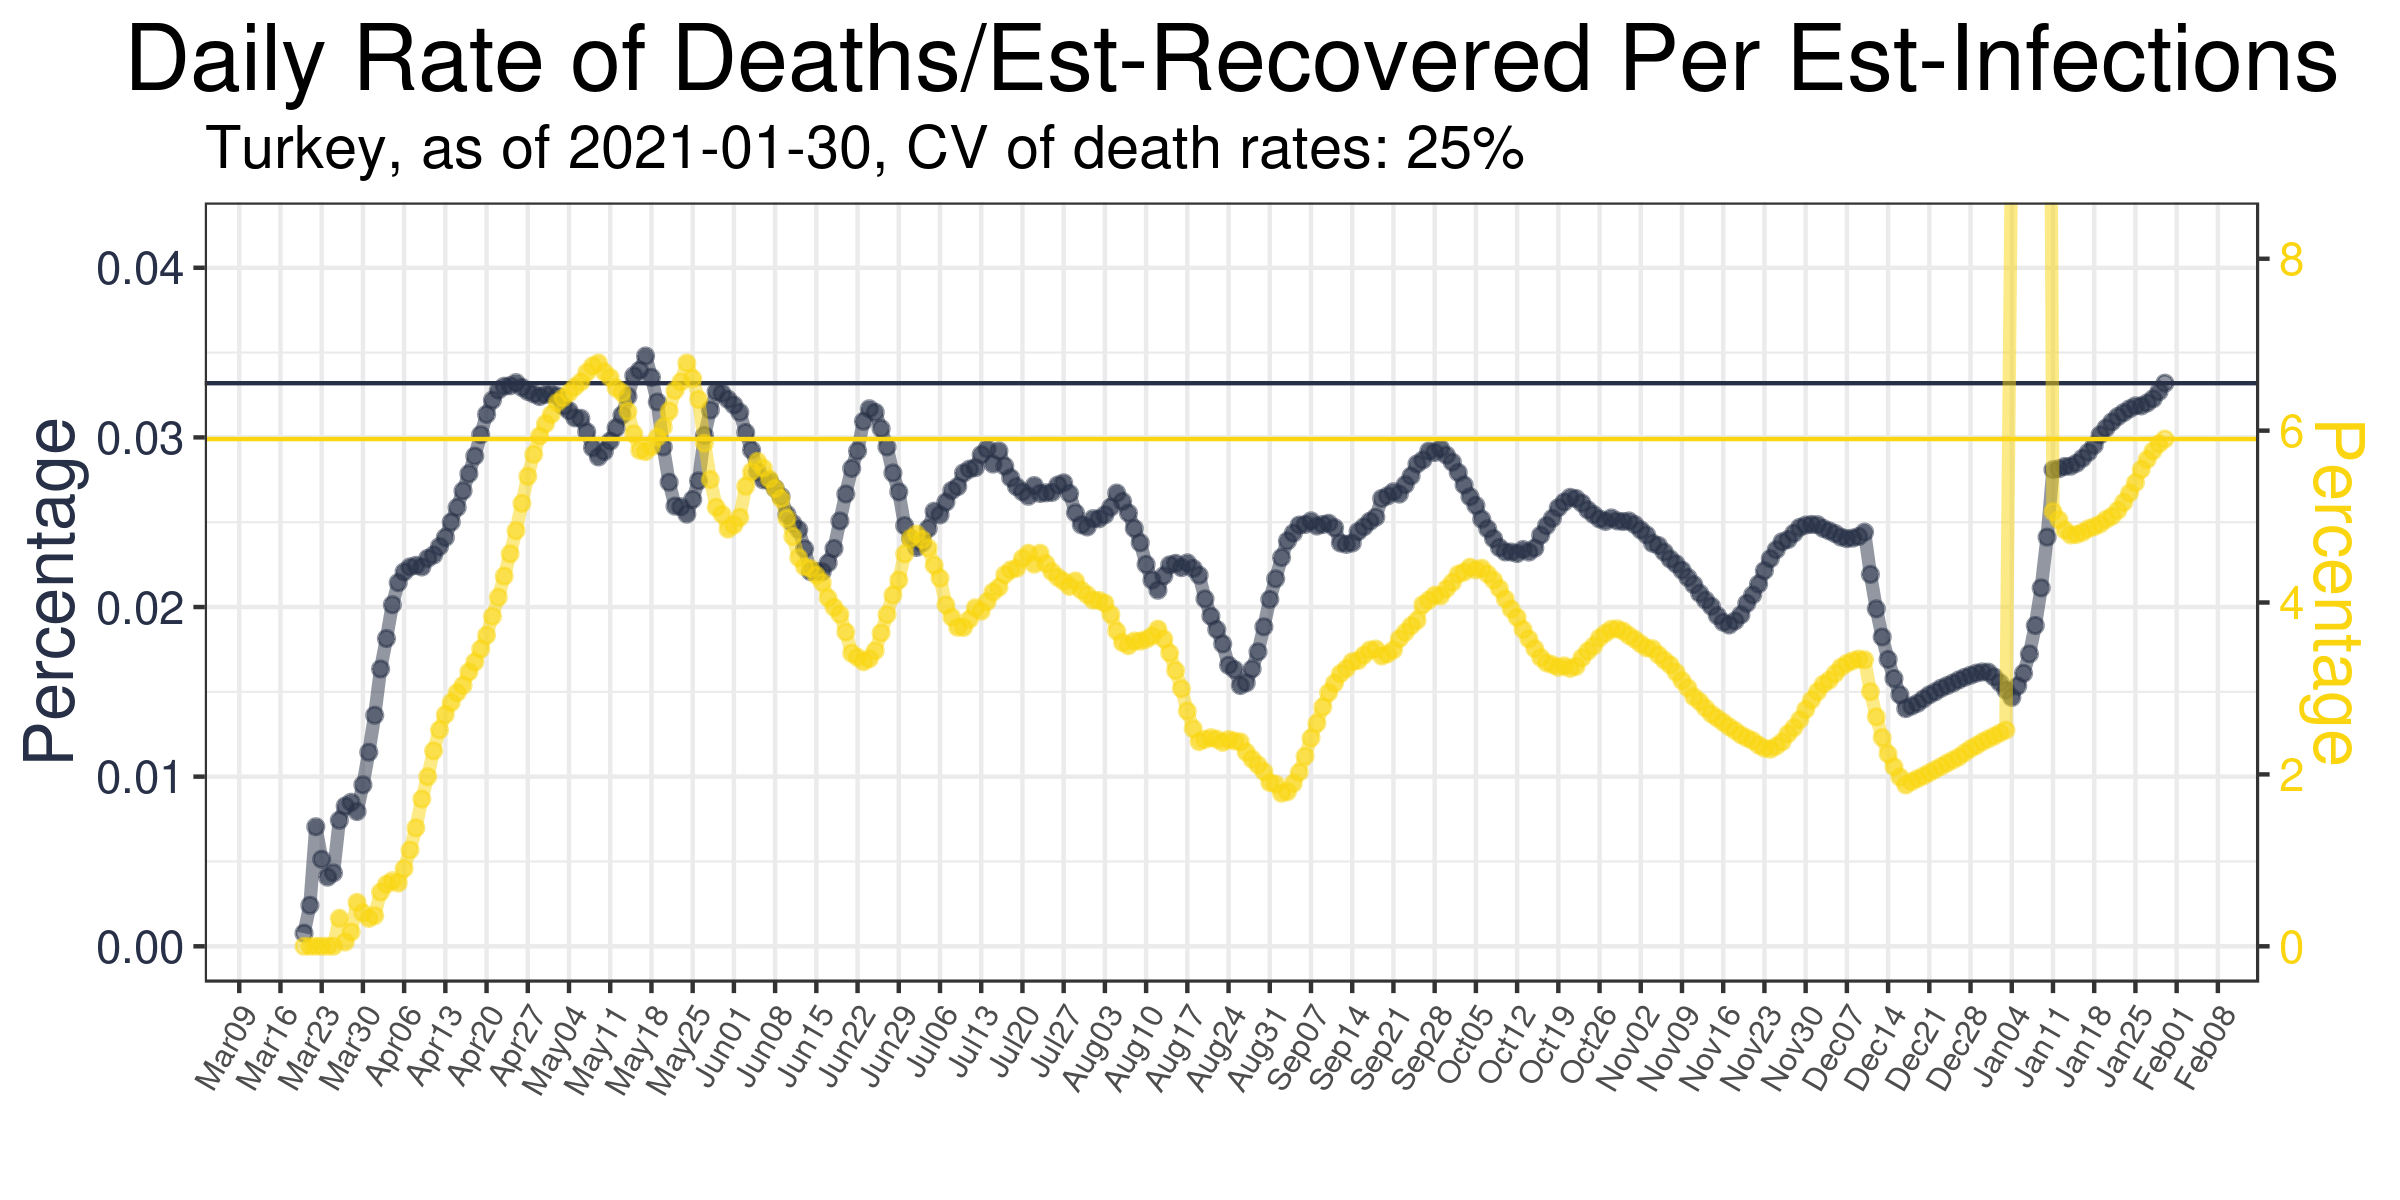 Daily Rate of Deaths/Est-Recovered Per Est-Infections
Turkey, as of 2021-01-30, CV of death rates: 25%
Percentage
0.04
0.03
0.02
0.01
0.00
8
6
4
2
0
Percentage
Mar09
Mar16
Mar23
Mar30
Apr06
Apr13
Apr20
Apr27
May04
May11
May18
May25
Jun01
Jun08
Jun15
Jun22
Jun29
Jul06
Jul13
Jul20
Jul27
Aug03
Aug10
Aug17
Aug24
Aug31
Sep07
Sep14
Sep21
Sep28
Oct05
Oct12
Oct19
Oct26
Nov02
Nov09
Nov16
Nov23
Nov30
Dec07
Dec14
Dec21
Dec28
Jan04
Jan11
Jan18
Jan25
Feb01
Feb08